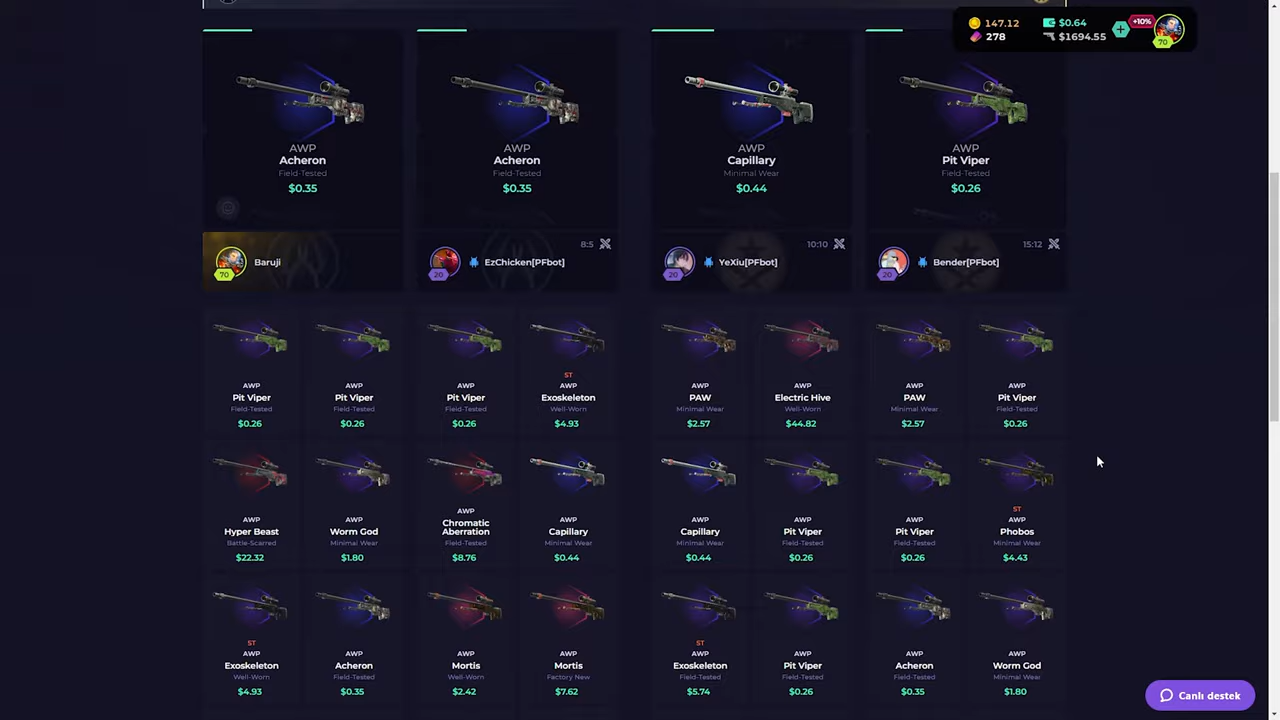 147.12
$0.64
+10%
278
$1694.55
70
AWP
Acheron
Field-Tested
$0.35
AWP
Acheron
Field-Tested
$0.35
AWP
Capillary
Minimal Wear
$0.44
AWP
Pit Viper
Field-Tested
$0.26
70
Baruji
8:5
20
EzChicken[PFbot]
10:10
20
YeXiu[PFbot]
15:12
20
Bender[PFbot]
AWP
Pit Viper
Field-Tested
$0.26
AWP
Pit Viper
Field-Tested
$0.26
AWP
Pit Viper
Field-Tested
$0.26
ST
AWP
Exoskeleton
Well-Worn
$4.93
AWP
PAW
Minimal Wear
$2.57
AWP
Electric Hive
Well-Worn
$44.82
AWP
PAW
Minimal Wear
$2.57
AWP
Pit Viper
Field-Tested
$0.26
AWP
Hyper Beast
Battle-Scarred
$22.32
AWP
Worm God
Minimal Wear
$1.80
AWP
Chromatic
Aberration
Field-Tested
$8.76
AWP
Capillary
Minimal Wear
$0.44
AWP
Capillary
Minimal Wear
$0.44
AWP
Pit Viper
Field-Tested
$0.26
AWP
Pit Viper
Field-Tested
$0.26
ST
AWP
Phobos
Minimal Wear
$4.43
ST
AWP
Exoskeleton
Well-Worn
$4.93
AWP
Acheron
Field-Tested
$0.35
AWP
Mortis
Well-Worn
$2.42
AWP
Mortis
Factory New
$7.62
ST
AWP
Exoskeleton
Field-Tested
$5.74
AWP
Pit Viper
Field-Tested
$0.26
AWP
Acheron
Field-Tested
$0.35
AWP
Worm God
Minimal Wear
$1.80
Canlı destek